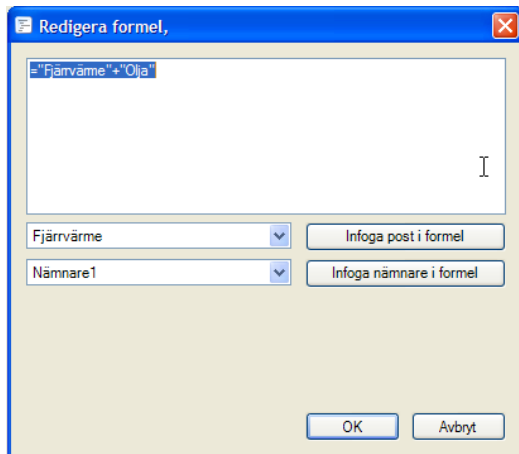 Redigera formel,
="Fjärrvärme"+"Olja"
Fjärrvärme
Infoga post i formel
Nämnare1
Infoga nämnare i formel
OK
Avbryt